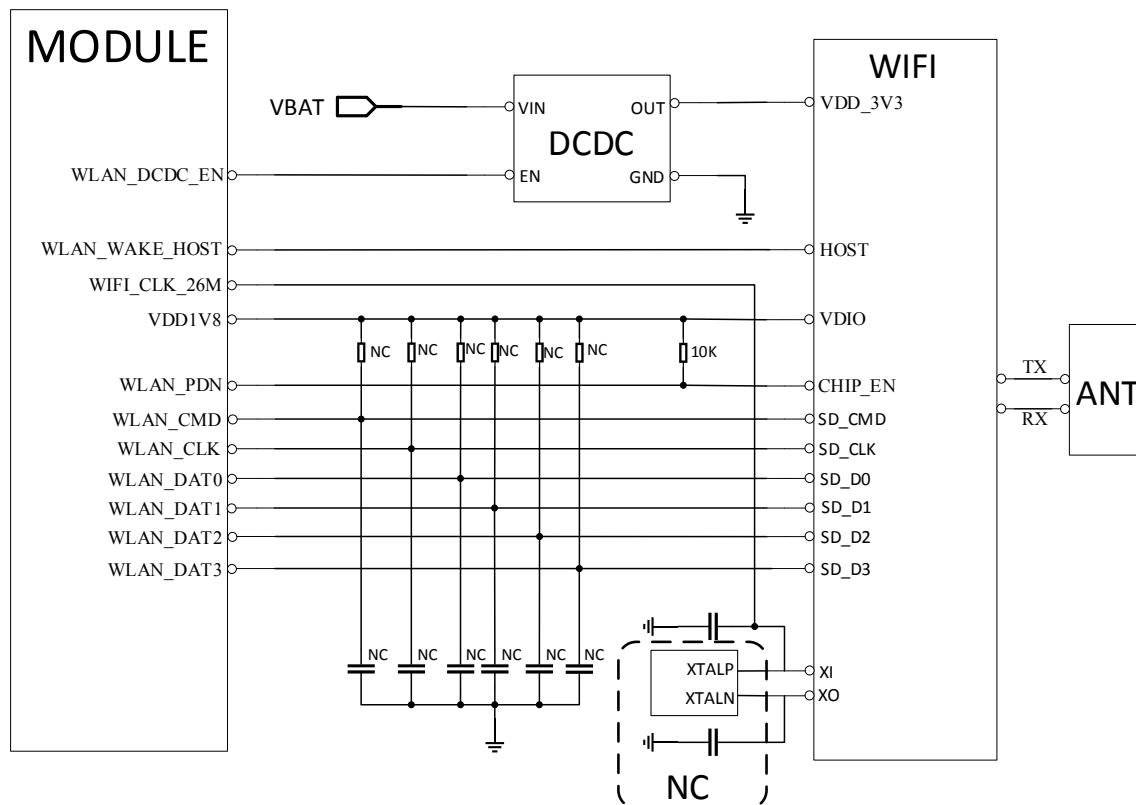 MODULE
WIFI
VBAT
VIN
OUT
VDD_3V3
DCDC
WLAN_DCDC_EN
EN
GND
WLAN_WAKE_HOST
HOST
WIFI_CLK_26M
VDD1V8
VDIO
NC
NC
NC
NC
NC
NC
10K
WLAN_PDN
CHIP_EN
TX
ANT
RX
WLAN_CMD
SD_CMD
WLAN_CLK
SD_CLK
WLAN_DAT0
SD_D0
WLAN_DAT1
SD_D1
WLAN_DAT2
SD_D2
WLAN_DAT3
SD_D3
NC
NC
NC
NC
NC
NC
XTALP
XI
XTALN
XO
NC